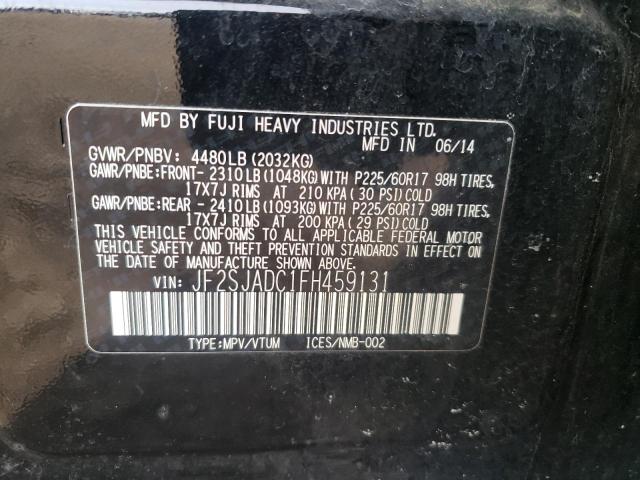 MFD BY FUJI HEAVY INDUSTRIES LTD.
MFD IN 06/14
GVWR/PNBV: 4480LB (2032KG)
GAWR/PNBE:FRONT- 2310LB (1048KG) WITH P225/60R17 98H TIRES,
17X7J RIMS AT 210 KPA ( 30 PSI) COLD
GAWR/PNBE:REAR - 2410LB (1093KG) WITH P225/60R17 98H TIRES,
17X7J RIMS AT 200 KPA ( 29 PSI) COLD
THIS VEHICLE CONFORMS TO ALL APPLICABLE FEDERAL MOTOR
VEHICLE SAFETY AND THEFT PREVENTION STANDARDS IN EFFECT ON
THE DATE OF MANUFACTURE SHOWN ABOVE.
VIN: JF2SJADC1FH459131
TYPE:MPV/VTUM ICES/NMB-002